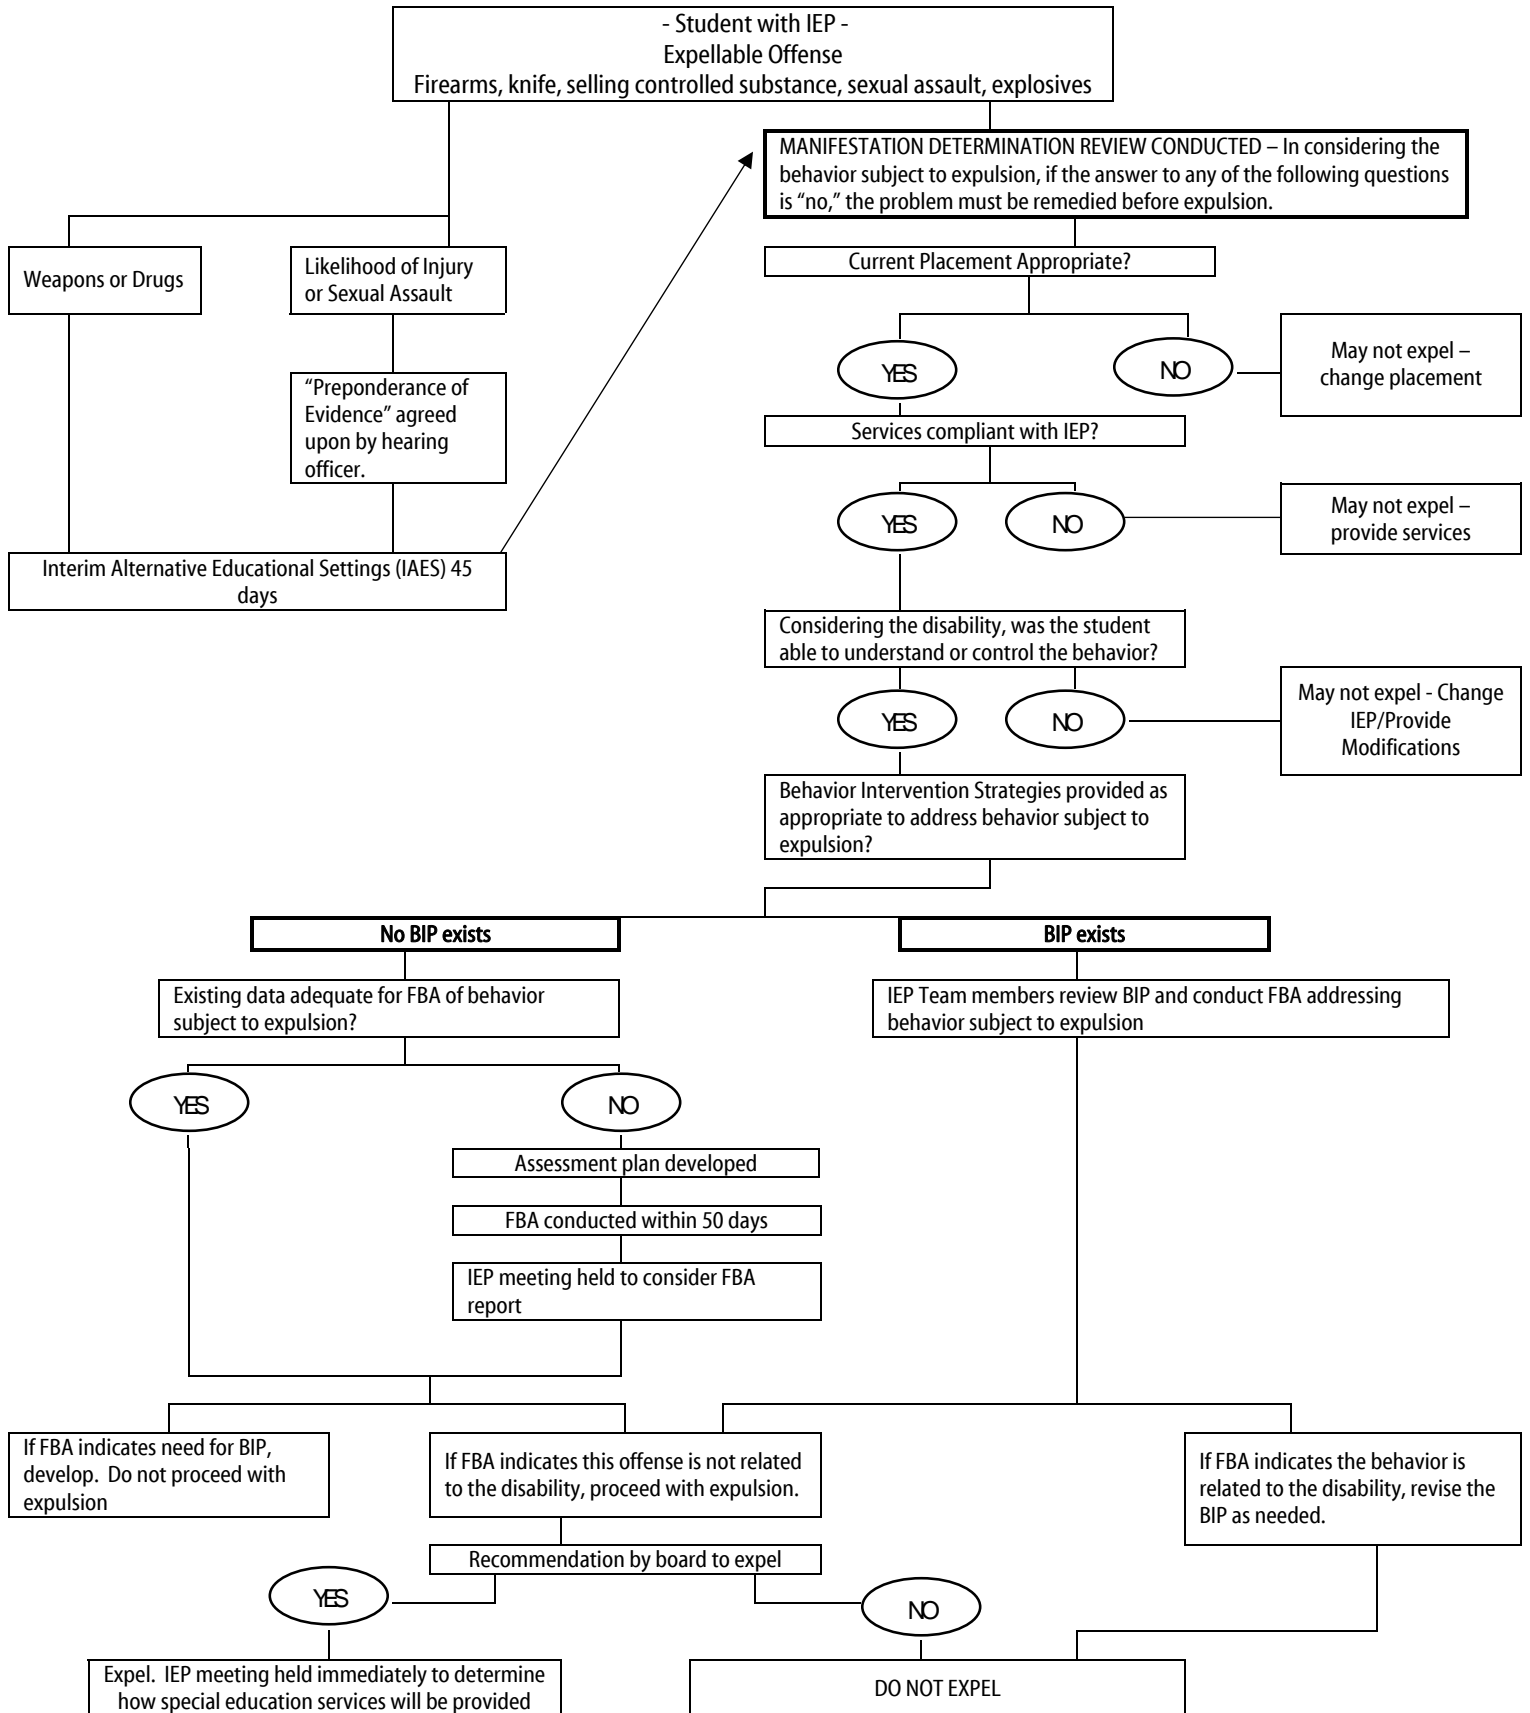 - Student with IEP -
Expellable Offense
Firearms, knife, selling controlled substance, sexual assault, explosives
MANIFESTATION DETERMINATION REVIEW CONDUCTED – In considering the
behavior subject to expulsion, if the answer to any of the following questions
is “no,” the problem must be remedied before expulsion.
Weapons or Drugs
Likelihood of Injury
or Sexual Assault
Current Placement Appropriate?
YES
NO
May not expel –
change placement
“Preponderance of
Evidence” agreed
upon by hearing
officer.
Services compliant with IEP?
YES
NO
May not expel –
provide services
Interim Alternative Educational Settings (IAES) 45
days
Considering the disability, was the student
able to understand or control the behavior?
YES
NO
May not expel - Change
IEP/Provide
Modifications
Behavior Intervention Strategies provided as
appropriate to address behavior subject to
expulsion?
No BIP exists
BIP exists
Existing data adequate for FBA of behavior
subject to expulsion?
IEP Team members review BIP and conduct FBA addressing
behavior subject to expulsion
YES
NO
Assessment plan developed
FBA conducted within 50 days
IEP meeting held to consider FBA
report
If FBA indicates need for BIP,
develop. Do not proceed with
expulsion
If FBA indicates this offense is not related
to the disability, proceed with expulsion.
If FBA indicates the behavior is
related to the disability, revise the
BIP as needed.
Recommendation by board to expel
YES
NO
Expel. IEP meeting held immediately to determine
how special education services will be provided
DO NOT EXPEL